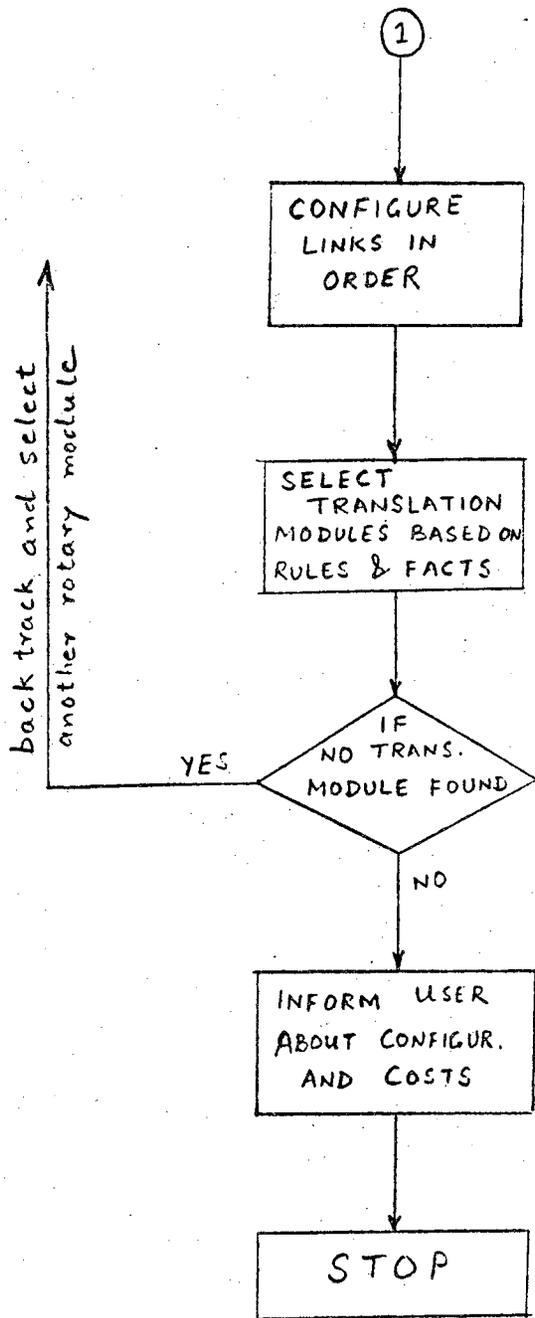 1
CONFIGURE
LINKS IN
ORDER
SELECT
TRANSLATION
MODULES BASED ON
RULES & FACTS
IF
NO TRANS.
MODULE FOUND
YES
back track and select
another rotary module
NO
INFORM USER
ABOUT CONFIGUR.
AND COSTS
STOP